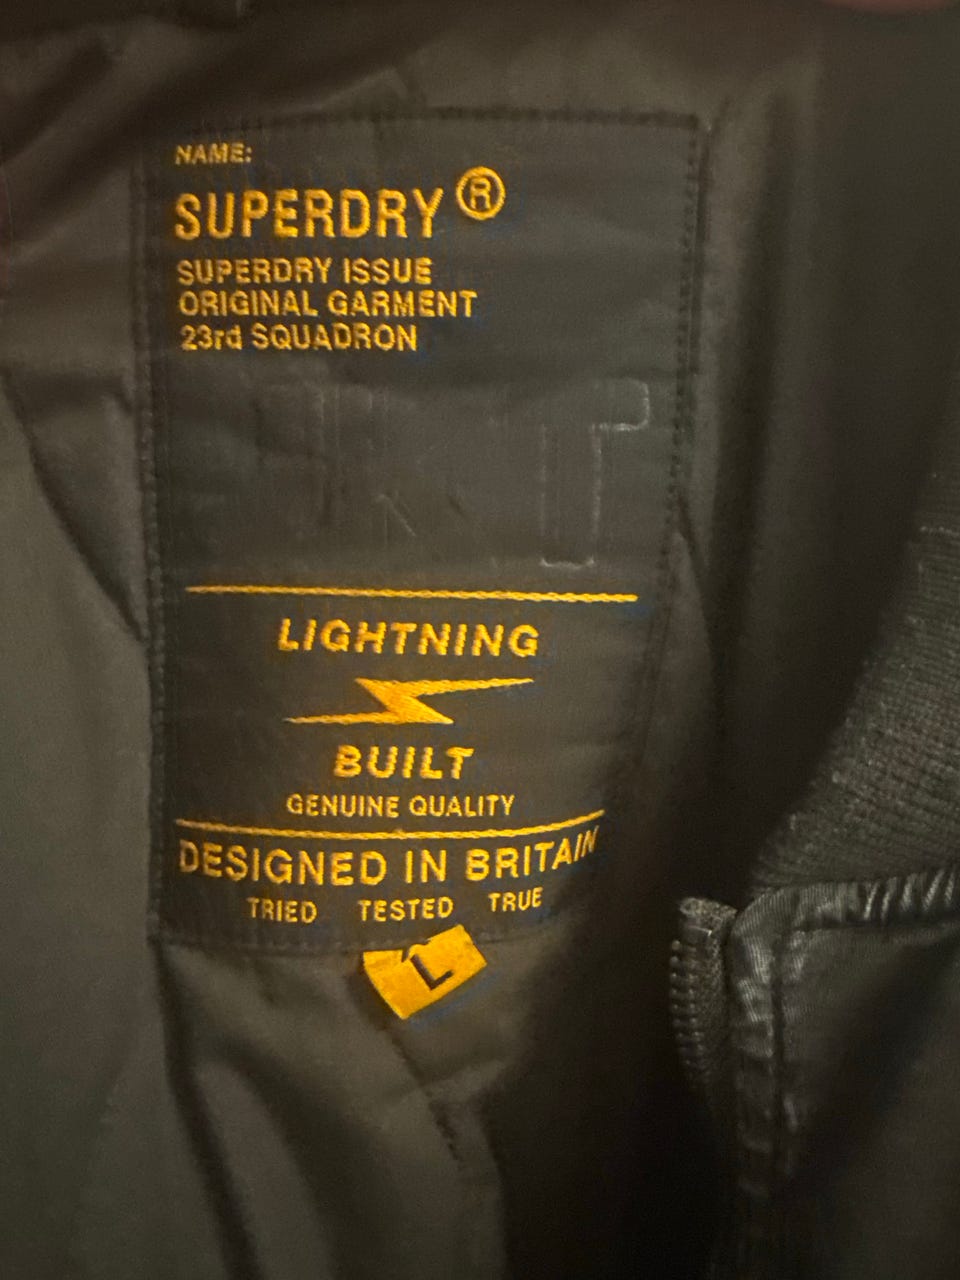 NAME:
SUPERDRY®
SUPERDRY ISSUE
ORIGINAL GARMENT
23rd SQUADRON
LIGHTNING
BUILT
GENUINE QUALITY
DESIGNED IN BRITAIN
TRIED TESTED TRUE
L